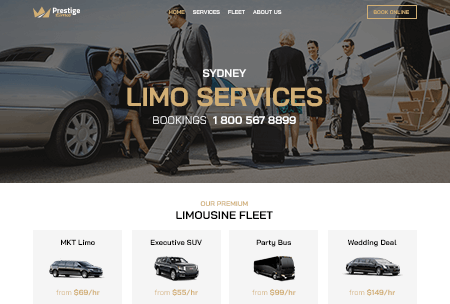 Prestige
Limo
HOME SERVICES FLEET ABOUT US
BOOK ONLINE
SYDNEY
LIMO SERVICES
BOOKINGS 1 800 567 8899
OUR PREMIUM
LIMOUSINE FLEET
MKT Limo
from $69/hr
Executive SUV
from $55/hr
Party Bus
from $99/hr
Wedding Deal
from $149/hr